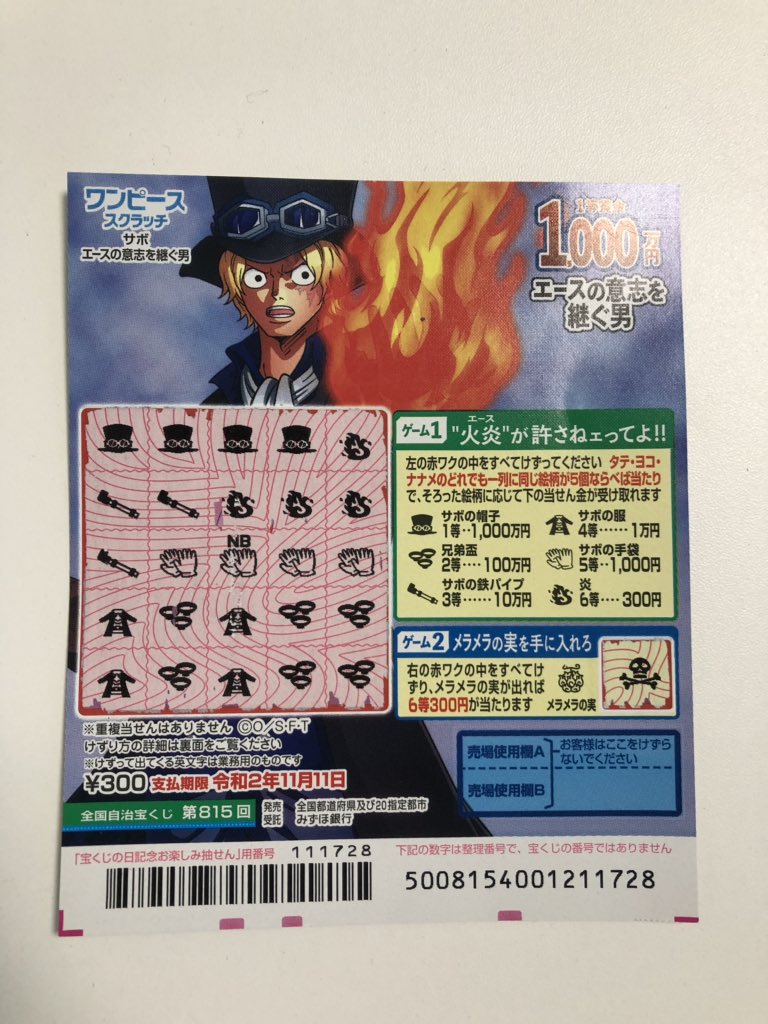 ワンピース
スクラッチ
サボ
エースの意志を継ぐ男
1,000万円
エースの意志を
継ぐ男
ゲーム1
エース
"火炎"が許さねェってよ!!
左の赤ワクの中をすべてけずってください タテ・ヨコ・
ナナメのどれでも一列に同じ絵柄が5個ならべば当たり
で、そろった絵柄に応じて下の当せん金が受け取れます
サボの帽子
1等‥1,000万円
サボの服
4等……1万円
兄弟盃
2等‥‥100万円
サボの手袋
5等‥1,000円
サボの鉄パイプ
3等……10万円
炎
6等‥‥300円
NB
ゲーム2 メラメラの実を手に入れろ
右の赤ワクの中をすべてけ
ずり、メラメラの実が出れば
6等300円が当たります
メラメラの実
※重複当せんはありません ©O/S・F・T
けずり方の詳細は裏面をご覧ください
※けずって出てくる英文字は業務用のものです
¥300 支払期限 令和2年11月11日
売場使用欄A
お客様はここをけずら
ないでください
売場使用欄B
全国自治宝くじ 第815回
発売 全国都道府県及び20指定都市
受託 みずほ銀行
「宝くじの日記念お楽しみ抽せん」用番号 111728
下記の数字は整理番号で、宝くじの番号ではありません
5008154001211728